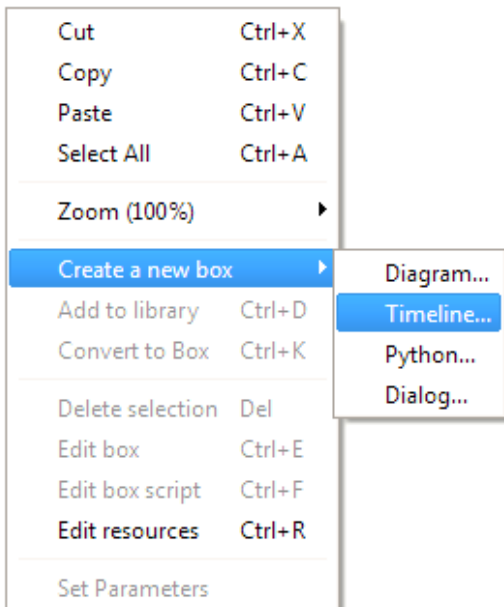 Cut Ctrl+X
Copy Ctrl+C
Paste Ctrl+V
Select All Ctrl+A
Zoom (100%)
Create a new box
Diagram...
Add to library Ctrl+D
Timeline...
Convert to Box Ctrl+K
Python...
Dialog...
Delete selection Del
Edit box Ctrl+E
Edit box script Ctrl+F
Edit resources Ctrl+R
Set Parameters